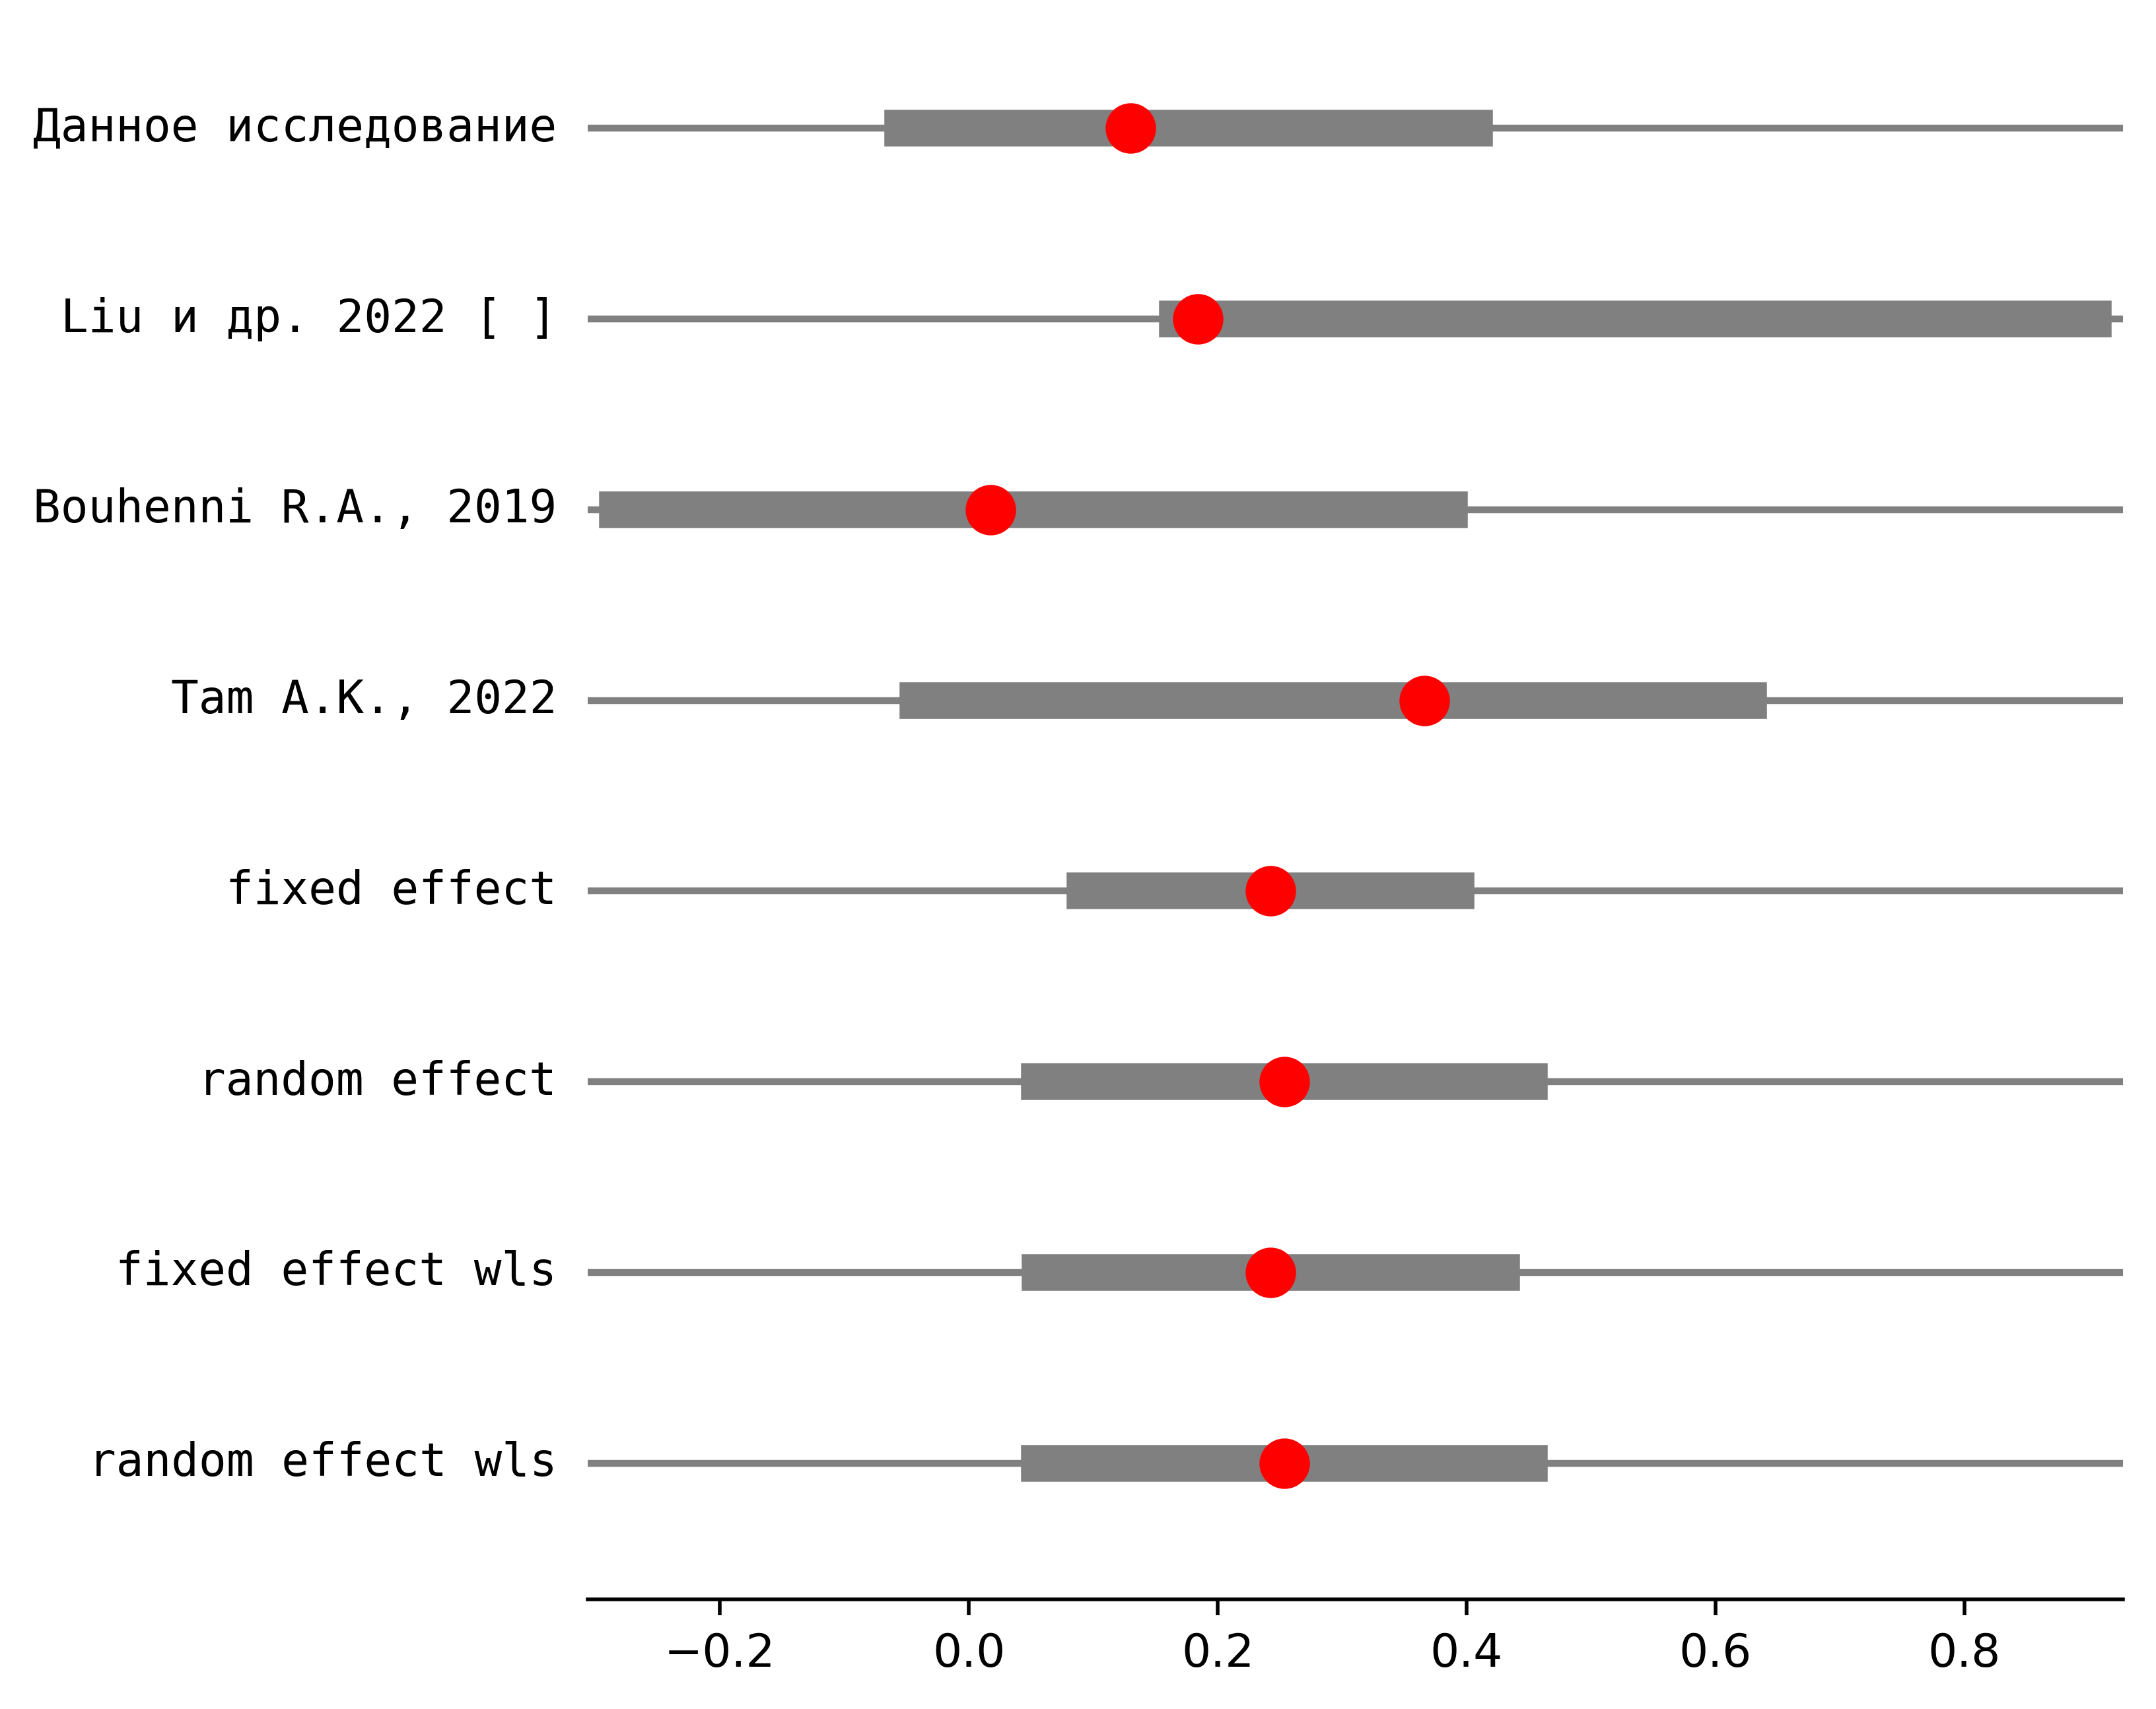 Данное исследование
Liu и др. 2022 [ ]
Bouhenni R.A., 2019
Tam A.K., 2022
fixed effect
random effect
fixed effect wls
random effect wls
−0.2 0.0 0.2 0.4 0.6 0.8